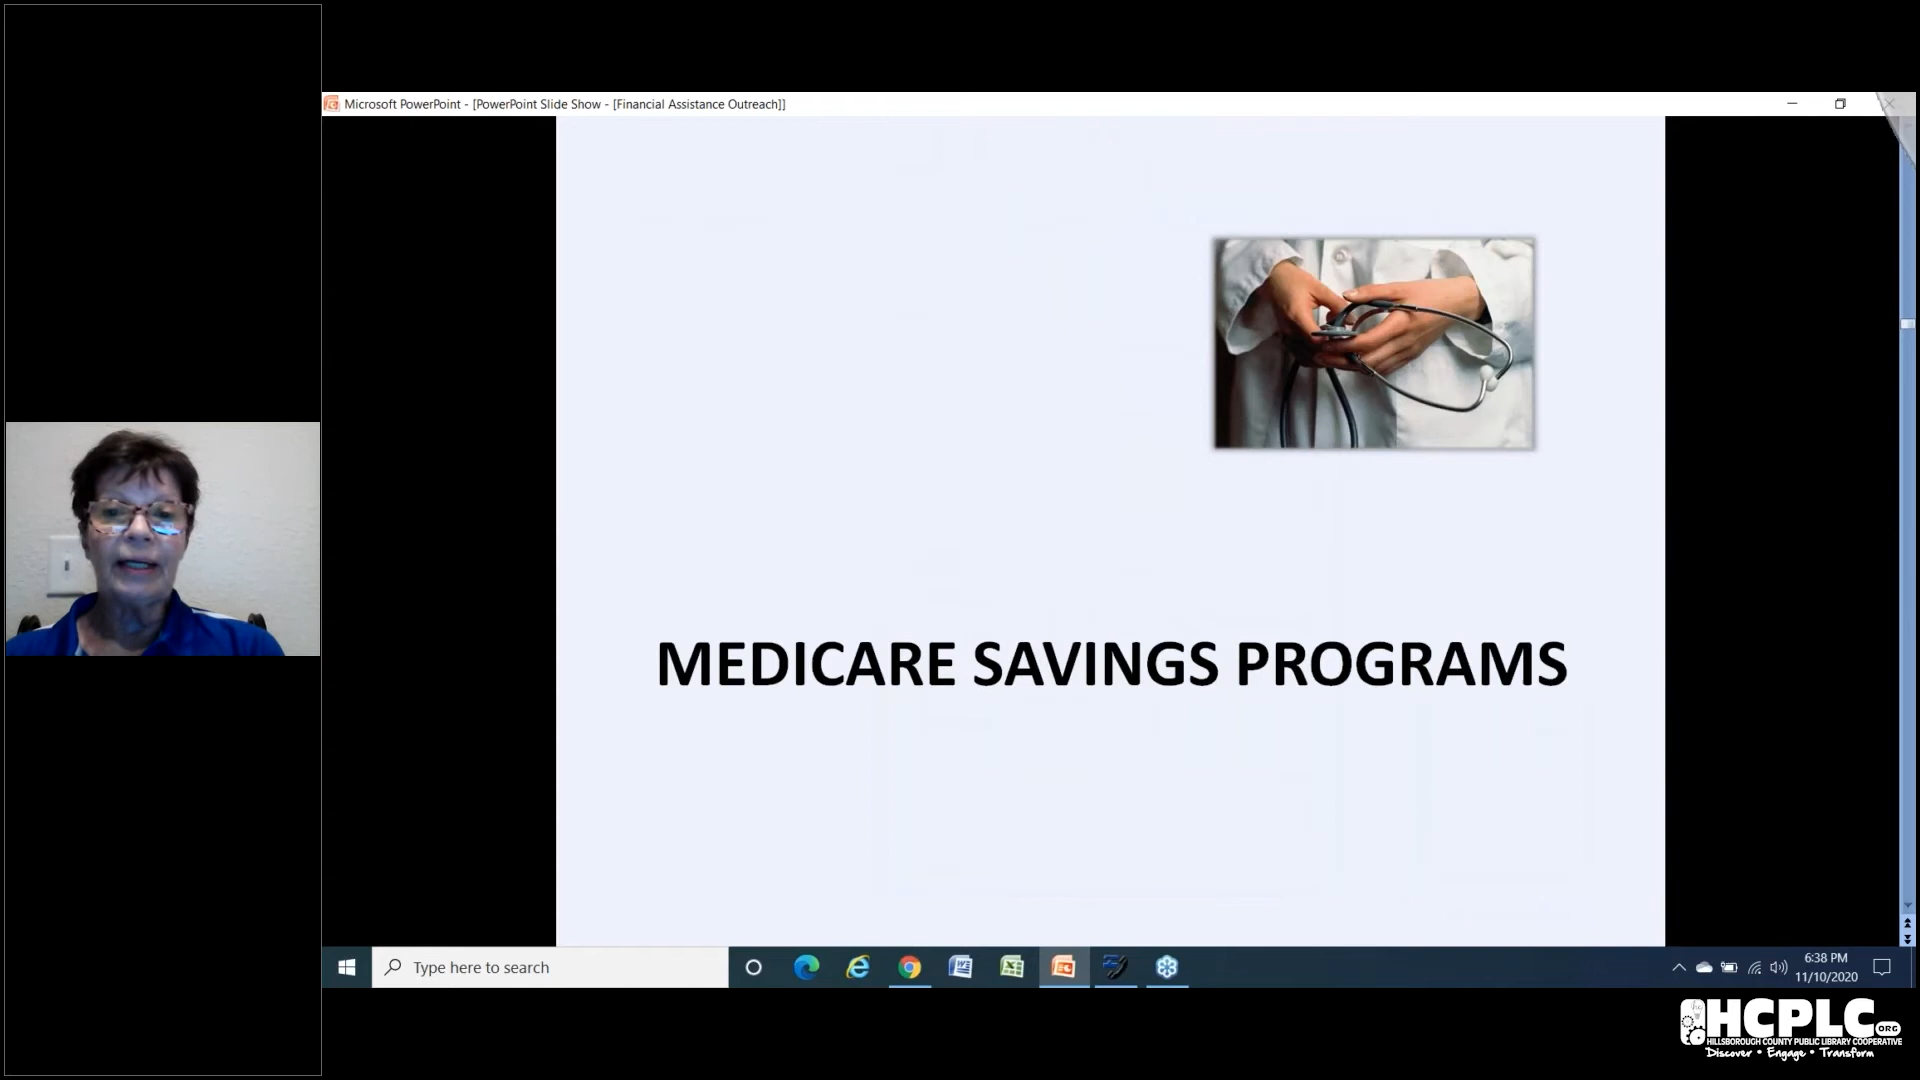 Microsoft PowerPoint - [PowerPoint Slide Show - [Financial Assistance Outreach]]
MEDICARE SAVINGS PROGRAMS
Type here to search
6:38 PM
11/10/2020
HCPLC.ORG
HILLSBOROUGH COUNTY PUBLIC LIBRARY COOPERATIVE
Discover • Engage • Transform